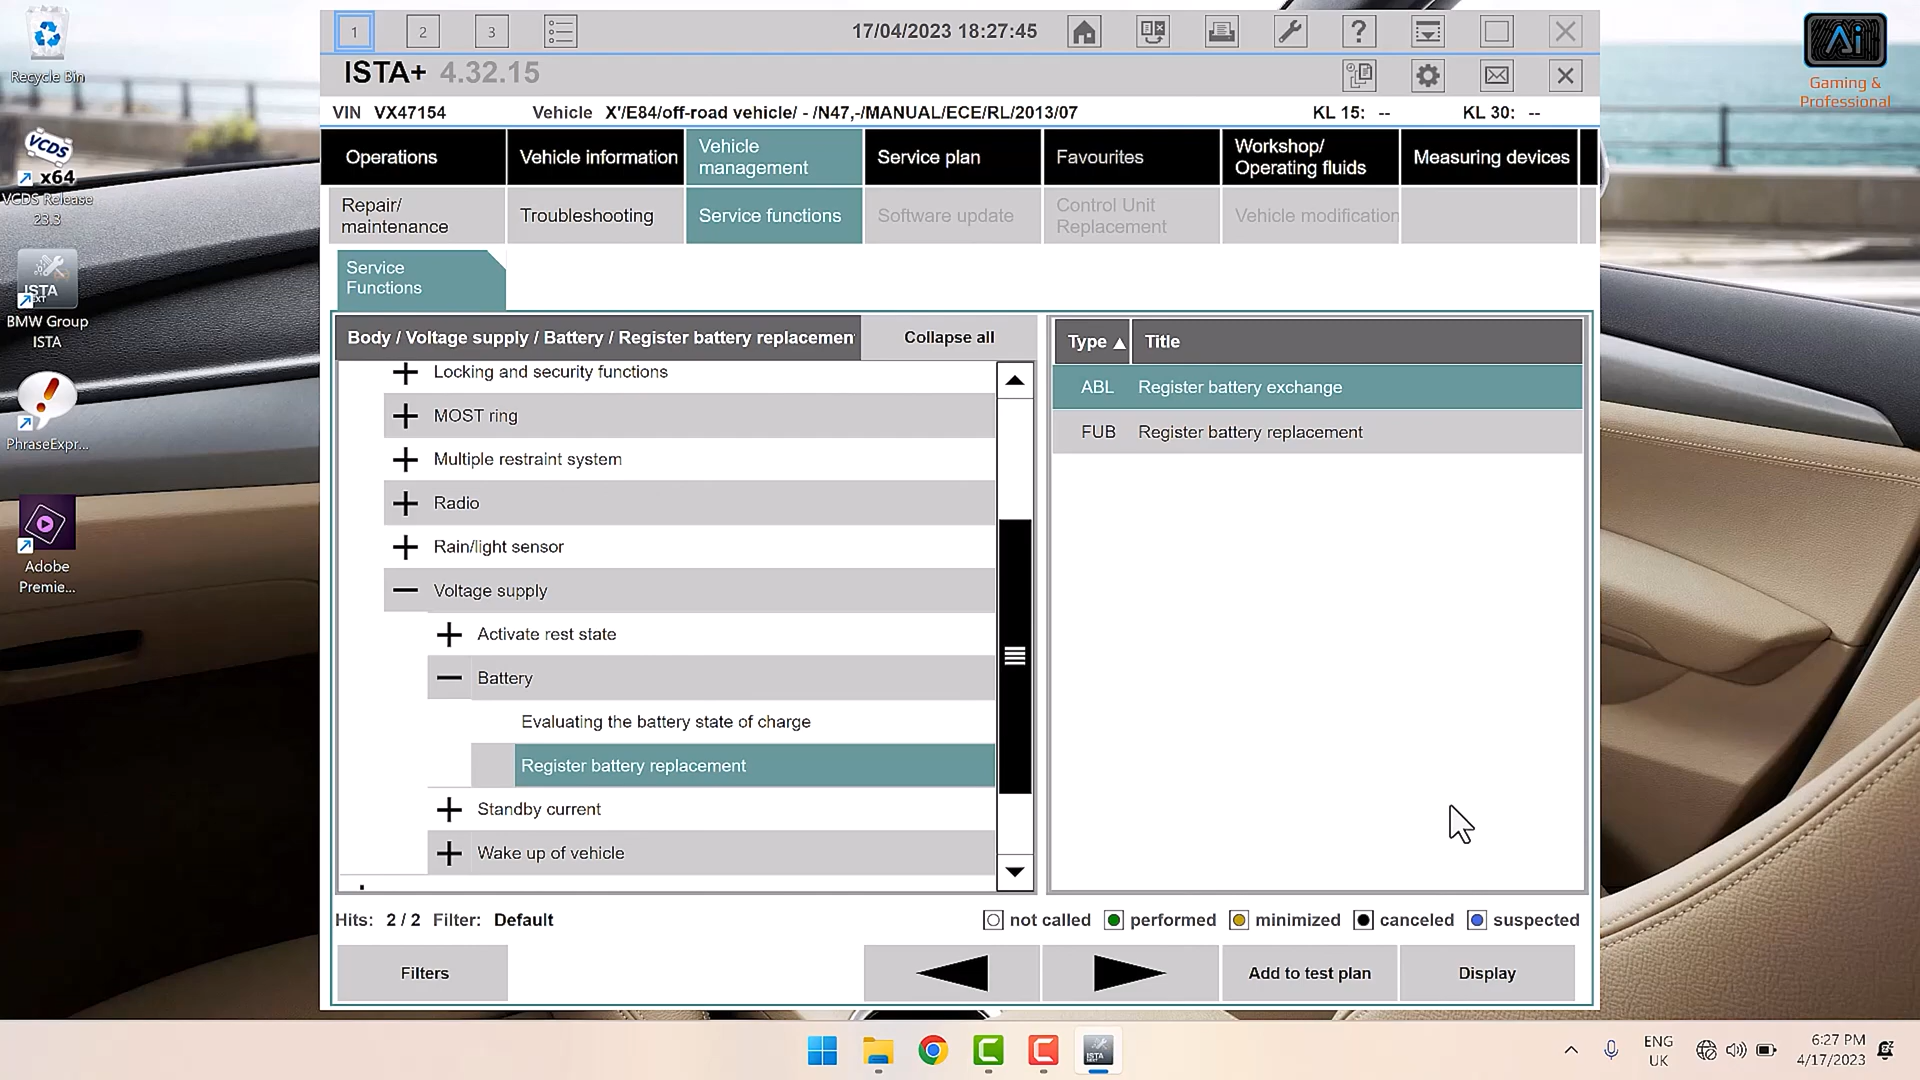 Recycle Bin
VCDS
x64
VCDS Release
23.3
ISTA
BMW Group
ISTA
PhraseExpr...
Adobe
Premie...
1
2
3
17/04/2023 18:27:45
?
ISTA+ 4.32.15
VIN VX47154
Vehicle X'/E84/off-road vehicle/ - /N47,-/MANUAL/ECE/RL/2013/07
KL 15: --
KL 30: --
Operations
Vehicle information
Vehicle
management
Service plan
Favourites
Workshop/
Operating fluids
Measuring devices
Repair/
maintenance
Troubleshooting
Service functions
Software update
Control Unit
Replacement
Vehicle modification
Service
Functions
Body / Voltage supply / Battery / Register battery replacemen
Collapse all
Locking and security functions
MOST ring
Multiple restraint system
Radio
Rain/light sensor
Voltage supply
Activate rest state
Battery
Evaluating the battery state of charge
Register battery replacement
Standby current
Wake up of vehicle
Type Title
ABL Register battery exchange
FUB Register battery replacement
Hits: 2 / 2 Filter: Default
not called
performed
minimized
canceled
suspected
Filters
Add to test plan
Display
Ai
Gaming &
Professional
ISTA
ENG
UK
6:27 PM
4/17/2023